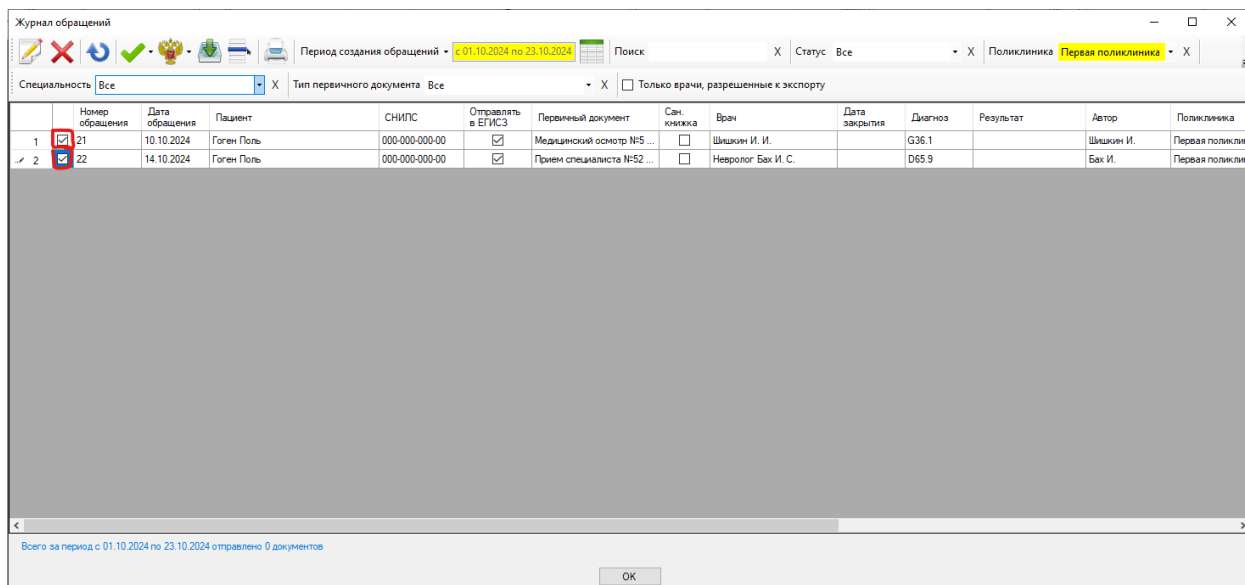 Журнал обращений
Период создания обращений с 01.10.2024 по 23.10.2024 Поиск X Статус Все X Поликлиника Первая поликлиника X
Специальность Все X Тип первичного документа Все X Только врачи, разрешенные к экспорту
Номер обращения Дата обращения Пациент СНИПС Отправлять в ЕГИСЗ Первичный документ Сан. книжка Врач Дата закрытия Диагноз Результат Автор Поликлиника
1 21 10.10.2024 Гоген Поль 000-000-000-00 Медицинский осмотр №5 ... Шишкин И. И. G36.1 Шишкин И. Первая поликли
2 22 14.10.2024 Гоген Поль 000-000-000-00 Прием специалиста №52 ... Невролог Бах И. С. D65.9 Бах И. Первая поликли
Всего за период с 01.10.2024 по 23.10.2024 отправлено 0 документов
OK